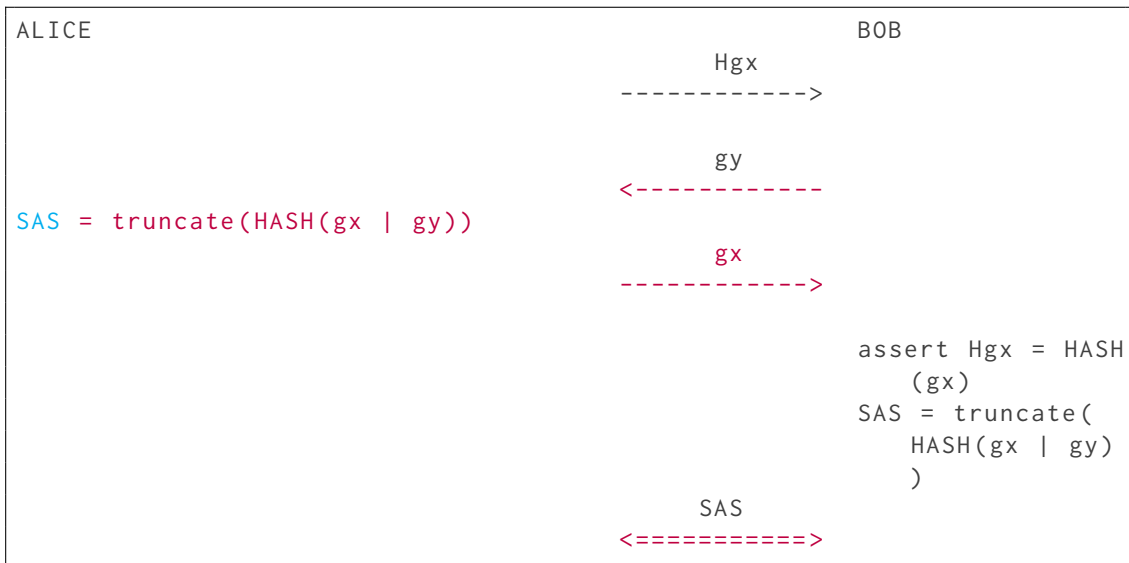 ALICE BOB
Hgx
------------>
gy
<------------
SAS = truncate(HASH(gx | gy))
gx
------------>
assert Hgx = HASH
(gx)
SAS = truncate(
HASH(gx | gy)
)
SAS
<===========>